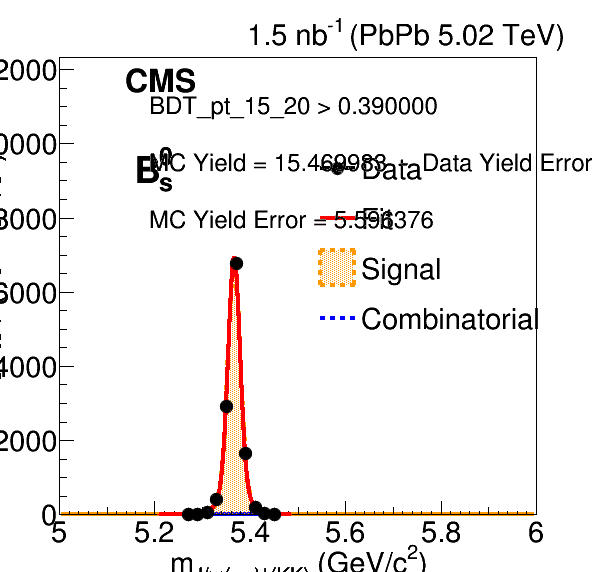 1.5 nb-1 (PbPb 5.02 TeV)
CMS
BDT_pt_15_20 > 0.390000
B0s
MC Yield = 15.469983 Data Yield Error
Data
MC Yield Error = 5.596376
Fit
Signal
Combinatorial
2000
0000
8000
6000
4000
2000
0
5 5.2 5.4 5.6 5.8 6
(GeV/c2)